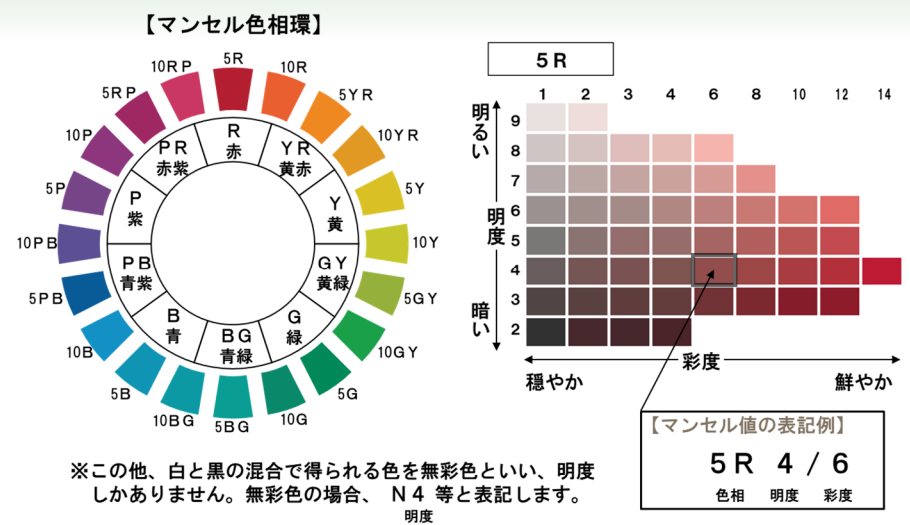 【マンセル色相環】
5R
10R
5YR
10YR
5Y
10Y
5GY
10GY
5G
10G
5BG
10BG
5B
10B
5PB
10PB
5P
10P
5RP
10RP
R
赤
YR
黄赤
Y
黄
GY
黄緑
G
緑
BG
青緑
B
青
PB
青紫
P
紫
PR
赤紫
※この他、白と黒の混合で得られる色を無彩色といい、明度
しかありません。無彩色の場合、 N4 等と表記します。
明度
5R
1 2 3 4 6 8 10 12 14
明るい
明度
暗い
9
8
7
6
5
4
3
2
彩度
穏やか 鮮やか
【マンセル値の表記例】
5R 4 / 6
色相 明度 彩度